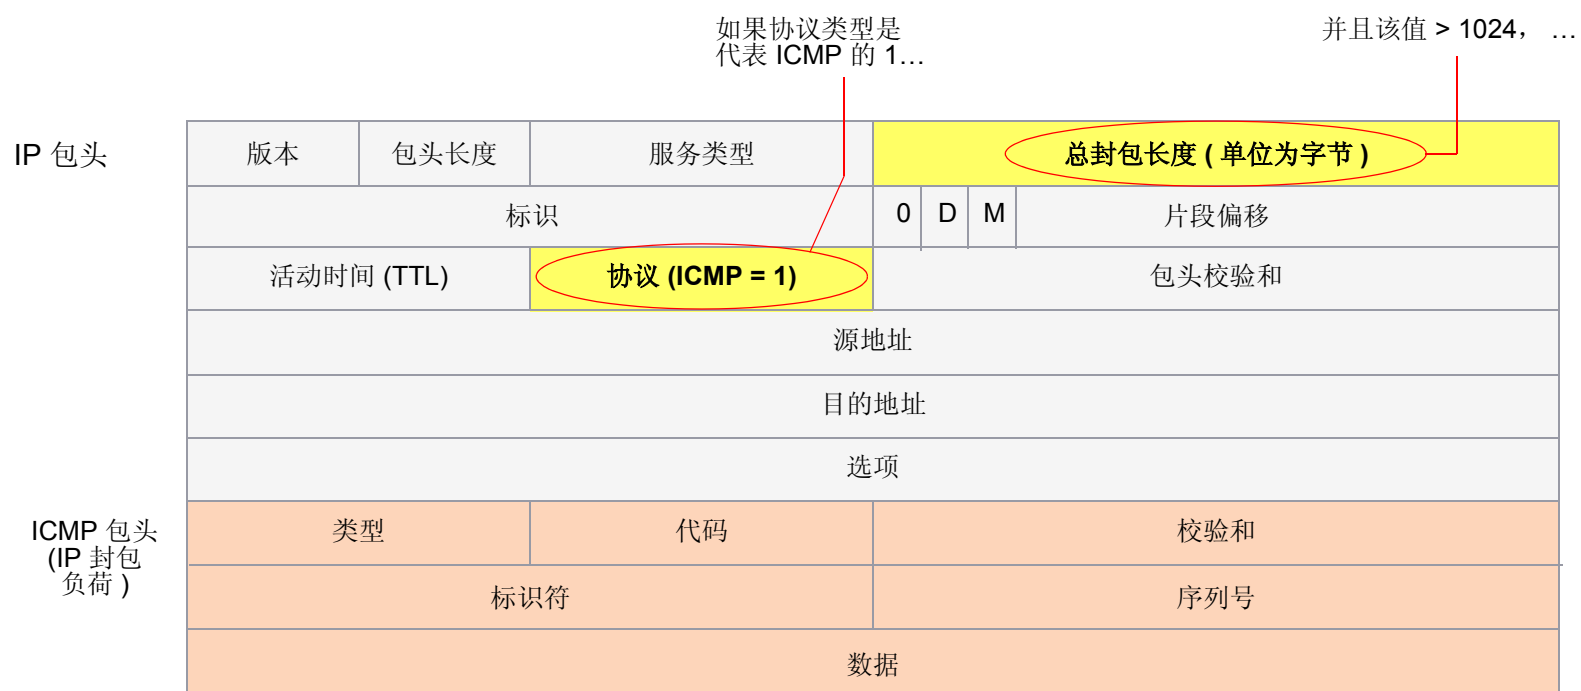 如果协议类型是
代表 ICMP 的 1…
并且该值 > 1024， …
IP 包头
版本
包头长度
服务类型
总封包长度 ( 单位为字节 )
标识
0
D
M
片段偏移
活动时间 (TTL)
协议 (ICMP = 1)
包头校验和
源地址
目的地址
选项
ICMP 包头
(IP 封包
负荷 )
类型
代码
校验和
标识符
序列号
数据